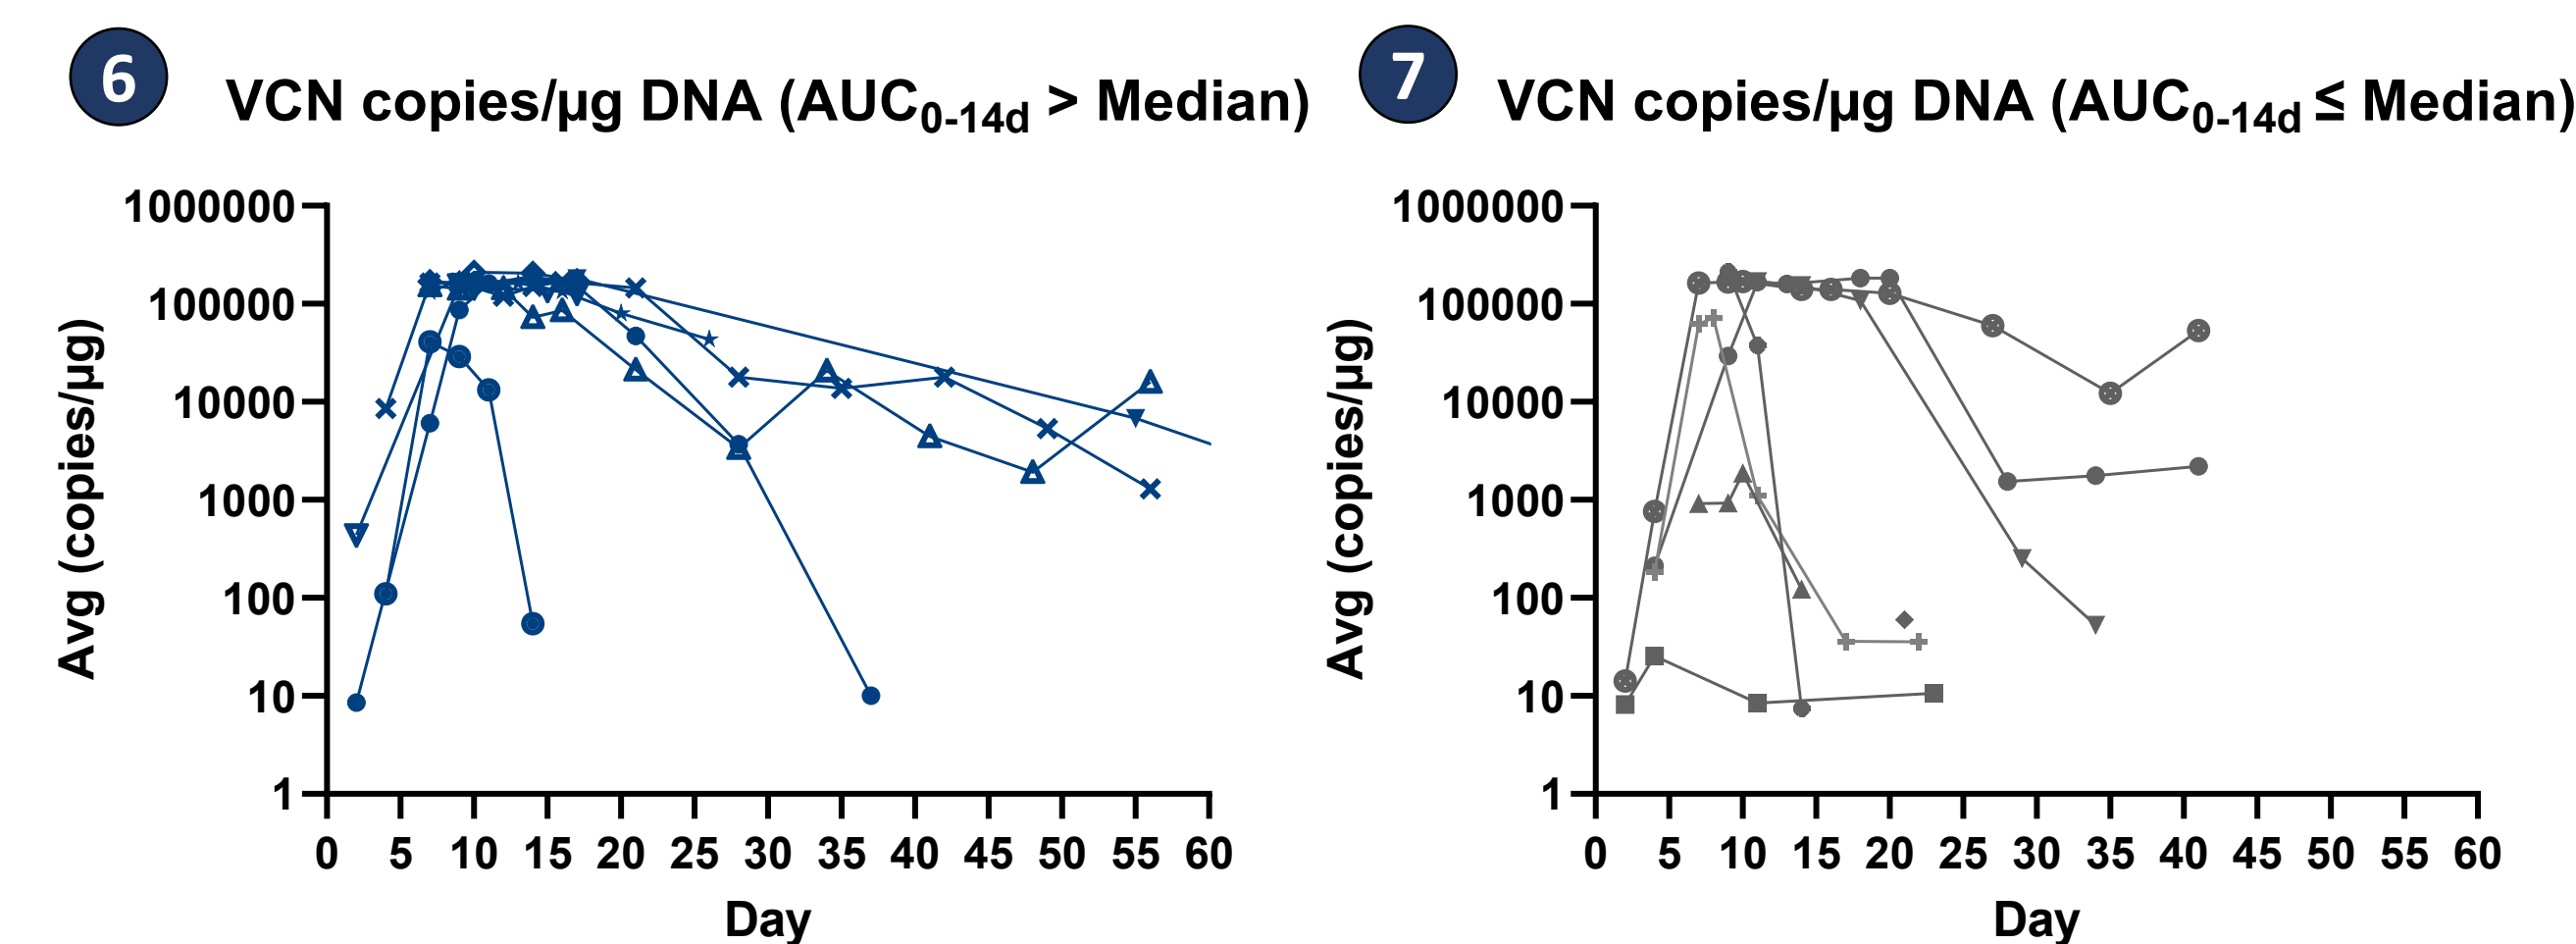 6
VCN copies/µg DNA (AUC0-14d > Median)
Avg (copies/µg)
1000000
100000
10000
1000
100
10
1
0 5 10 15 20 25 30 35 40 45 50 55 60
Day
7
VCN copies/µg DNA (AUC0-14d ≤ Median)
Avg (copies/µg)
1000000
100000
10000
1000
100
10
1
0 5 10 15 20 25 30 35 40 45 50 55 60
Day